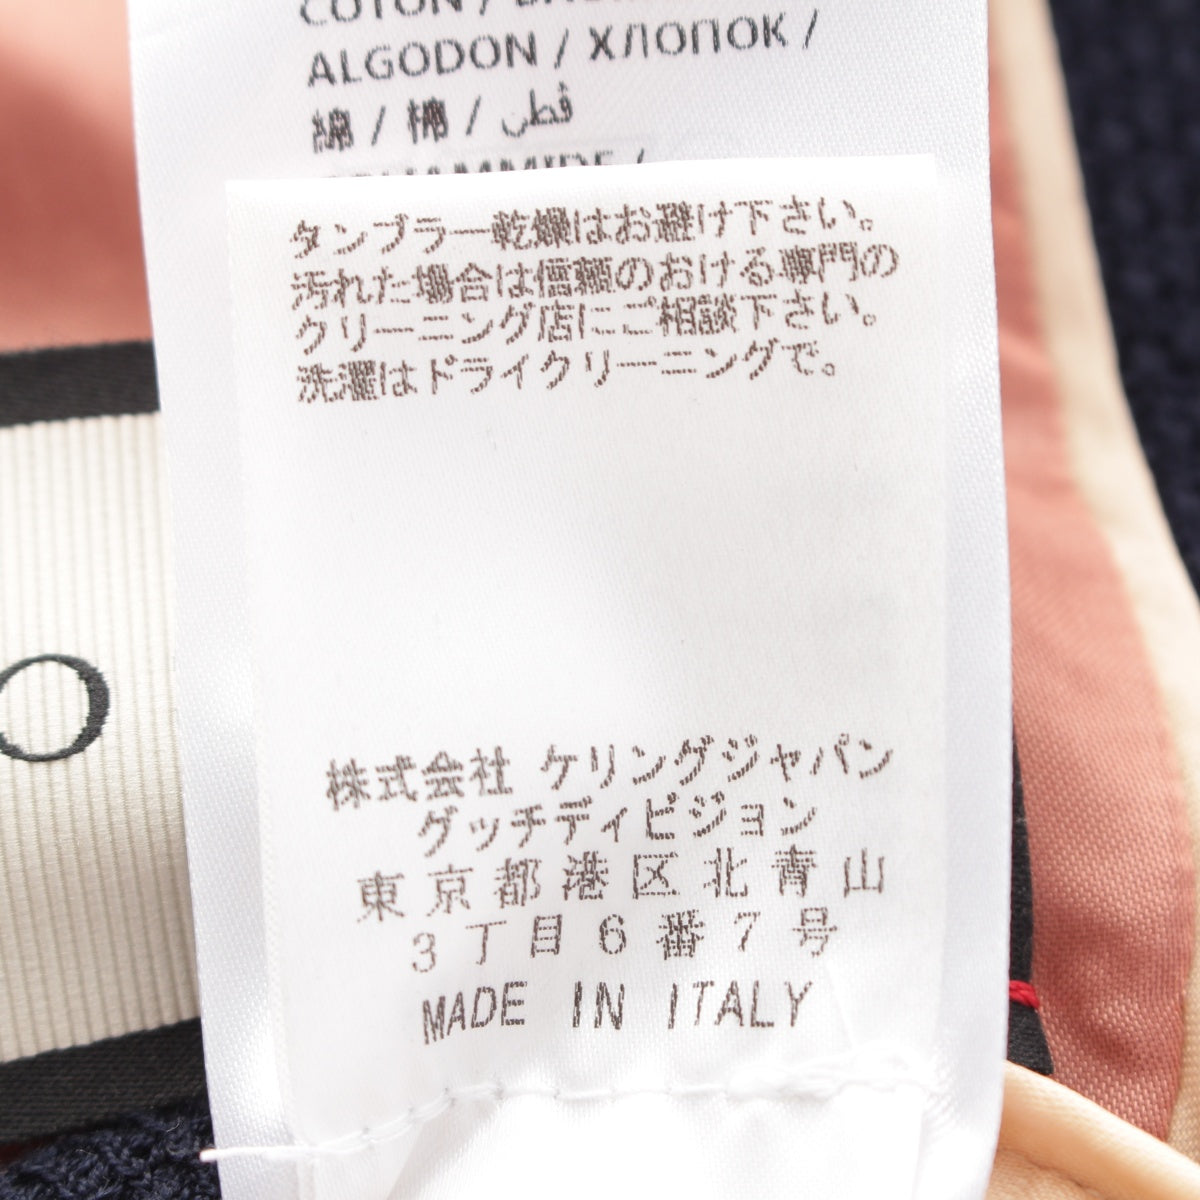 COTON /
ALGODON / ХЛОПОК /
綿 / 棉 / قطن
タンブラー乾燥はお避け下さい。
汚れた場合は信頼のおける専門の
クリーニング店にご相談下さい。
洗濯はドライクリーニングで。
O
株式会社 ケリングジャパン
グッチディビジョン
東京都港区北青山
3丁目6番7号
MADE IN ITALY